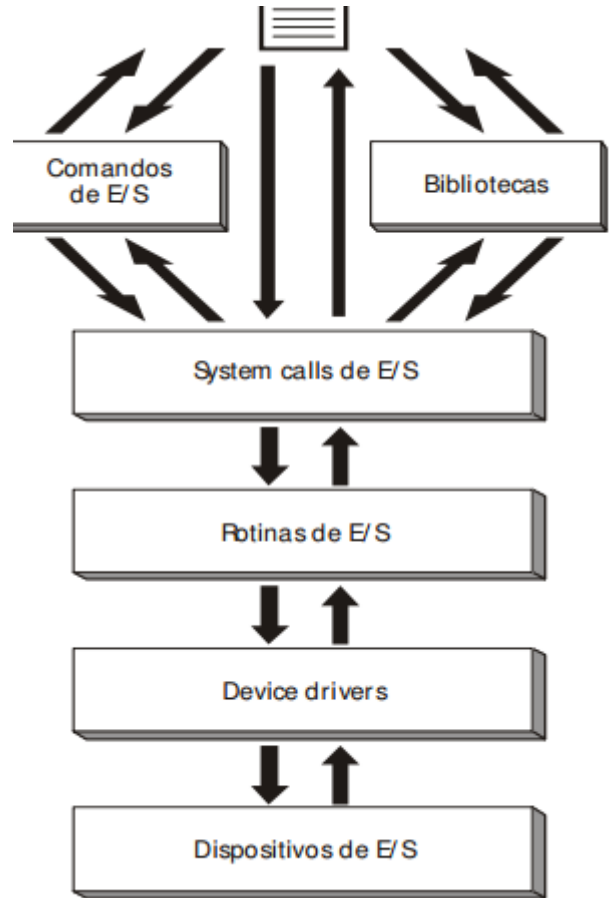 Comandos
de E/S
Bibliotecas
System calls de E/S
Rotinas de E/S
Device drivers
Dispositivos de E/S